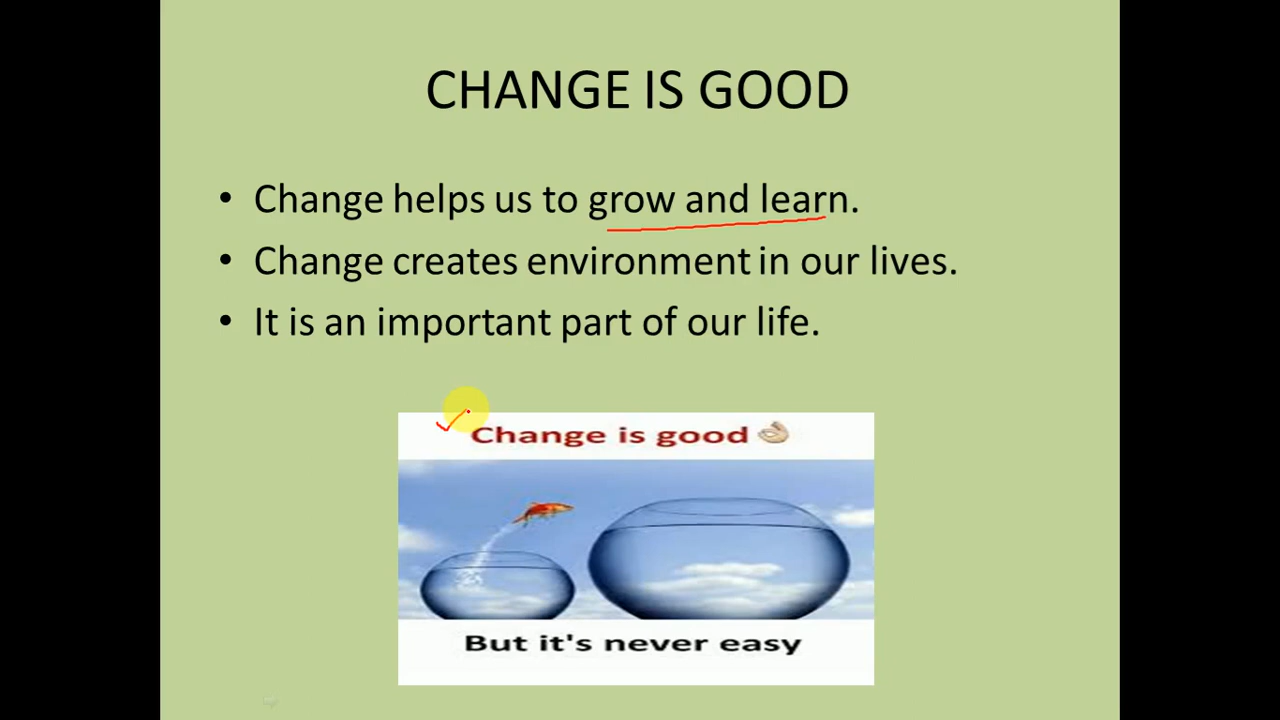 CHANGE IS GOOD
• Change helps us to grow and learn.
• Change creates environment in our lives.
• It is an important part of our life.
Change is good 👌🏼
But it's never easy